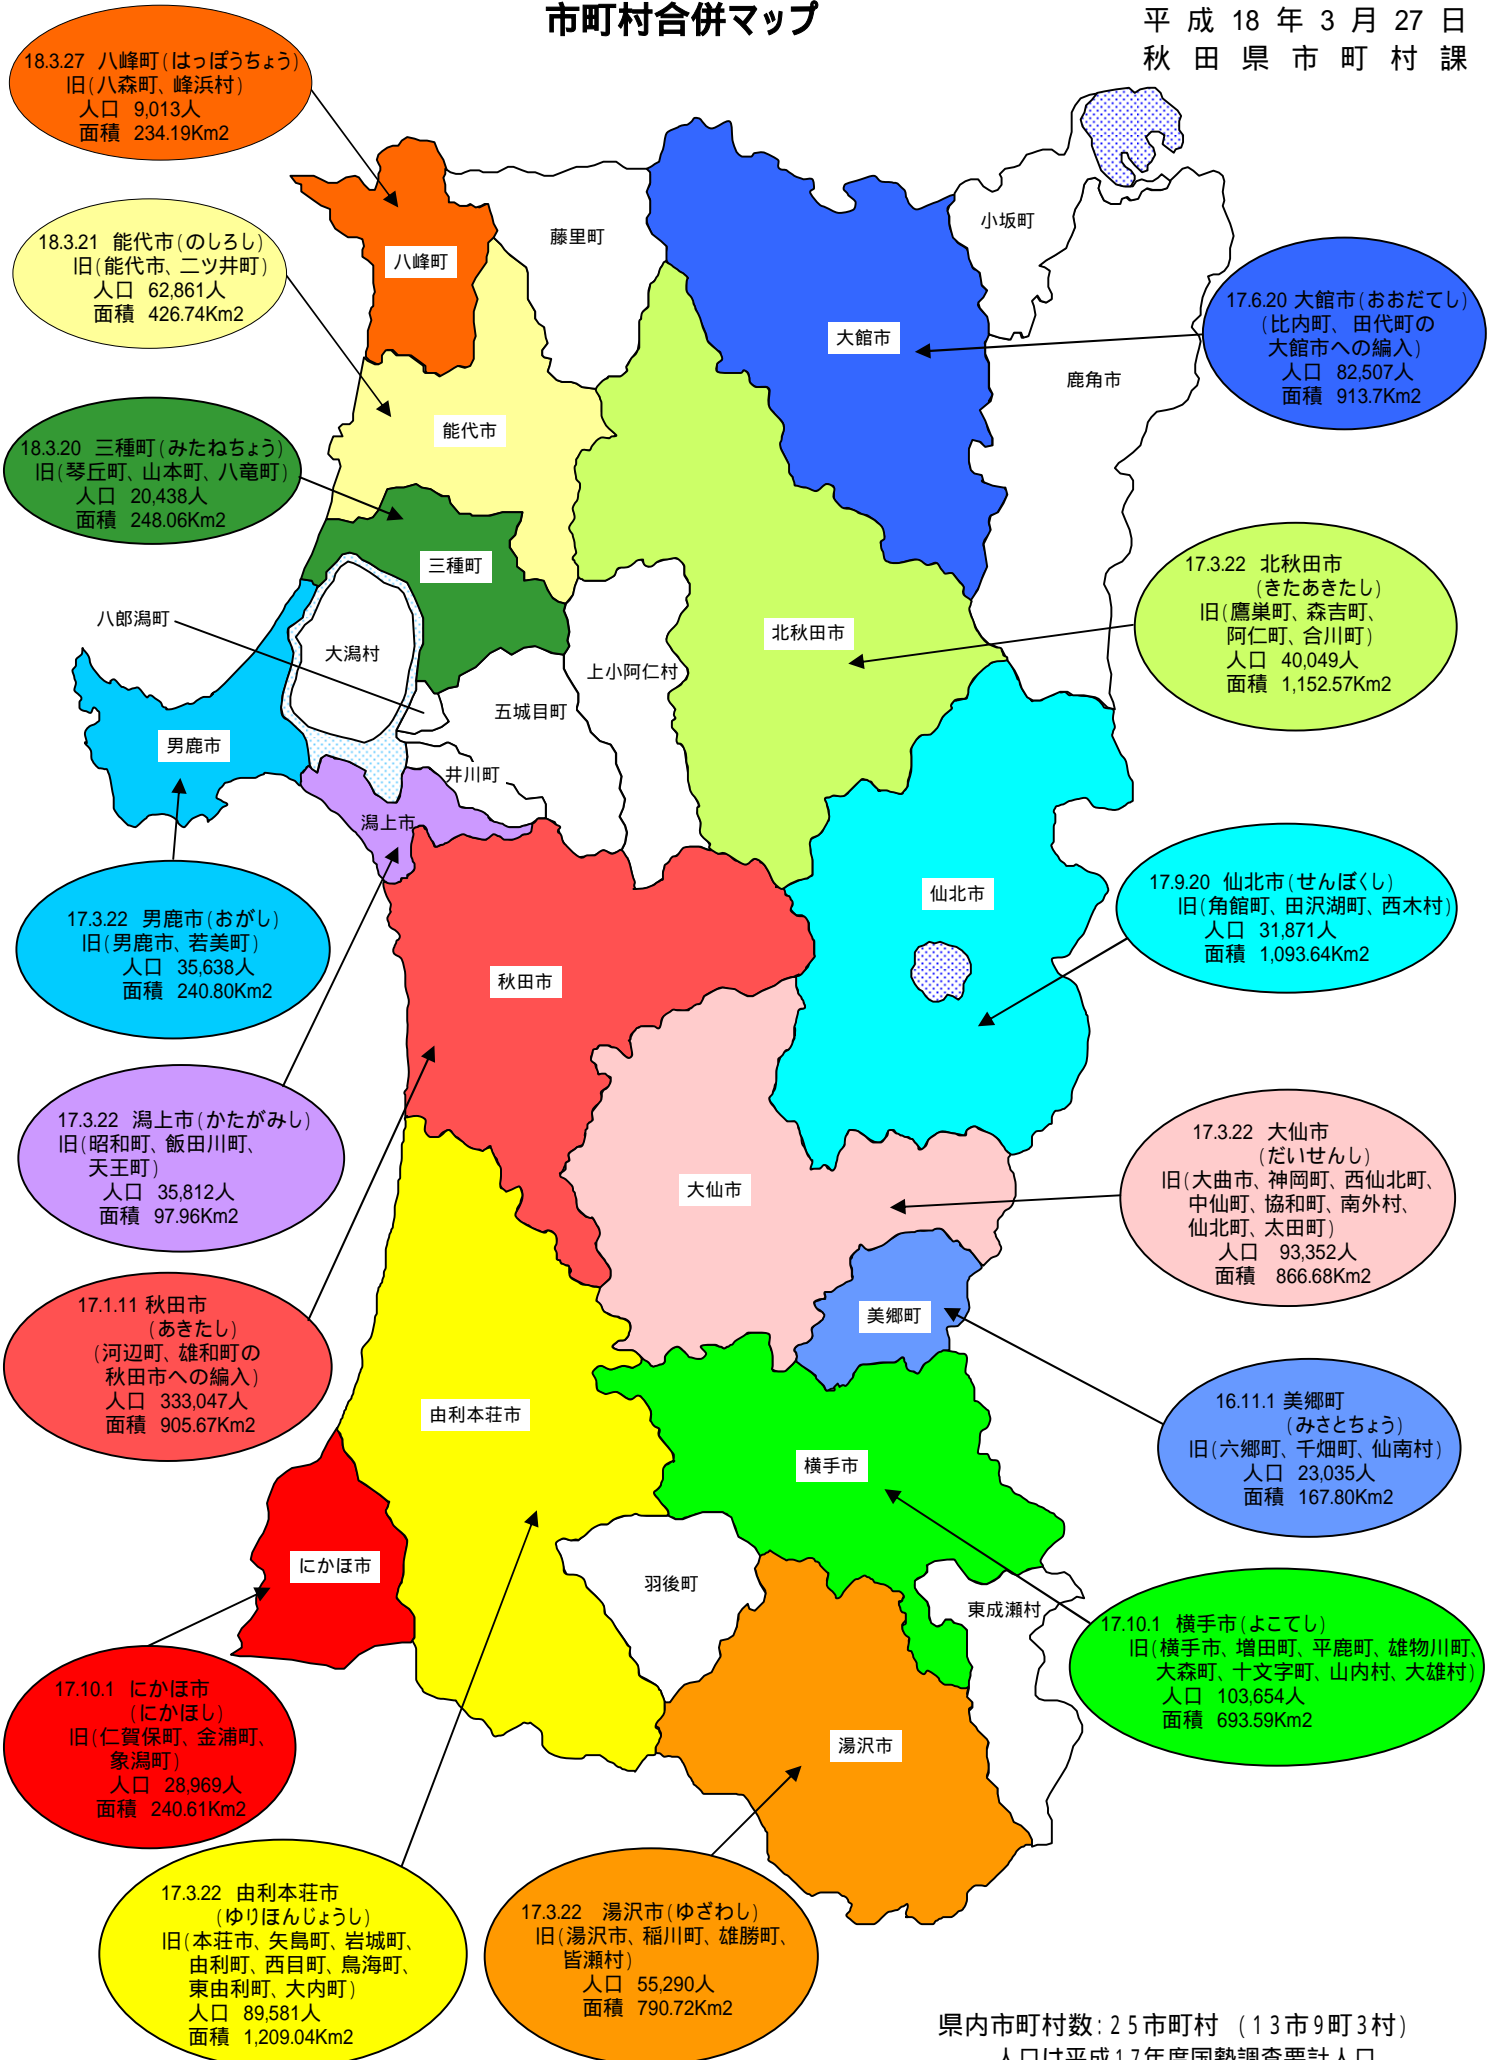 市町村合併マップ
平成18年3月27日
秋田県市町村課
18.3.27 八峰町(はっぽうちょう)
旧(八森町、峰浜村)
人口 9,013人
面積 234.19Km2
18.3.21 能代市(のしろし)
旧(能代市、二ツ井町)
人口 62,861人
面積 426.74Km2
18.3.20 三種町(みたねちょう)
旧(琴丘町、山本町、八竜町)
人口 20,438人
面積 248.06Km2
17.3.22 男鹿市(おがし)
旧(男鹿市、若美町)
人口 35,638人
面積 240.80Km2
17.3.22 潟上市(かたがみし)
旧(昭和町、飯田川町、
天王町)
人口 35,812人
面積 97.96Km2
17.1.11 秋田市
(あきたし)
(河辺町、雄和町の
秋田市への編入)
人口 333,047人
面積 905.67Km2
17.10.1 にかほ市
(にかほし)
旧(仁賀保町、金浦町、
象潟町)
人口 28,969人
面積 240.61Km2
17.3.22 由利本荘市
(ゆりほんじょうし)
旧(本荘市、矢島町、岩城町、
由利町、西目町、鳥海町、
東由利町、大内町)
人口 89,581人
面積 1,209.04Km2
17.3.22 湯沢市(ゆざわし)
旧(湯沢市、稲川町、雄勝町、
皆瀬村)
人口 55,290人
面積 790.72Km2
17.6.20 大館市(おおだてし)
(比内町、田代町の
大館市への編入)
人口 82,507人
面積 913.7Km2
17.3.22 北秋田市
(きたあきたし)
旧(鷹巣町、森吉町、
阿仁町、合川町)
人口 40,049人
面積 1,152.57Km2
17.9.20 仙北市(せんぼくし)
旧(角館町、田沢湖町、西木村)
人口 31,871人
面積 1,093.64Km2
17.3.22 大仙市
(だいせんし)
旧(大曲市、神岡町、西仙北町、
中仙町、協和町、南外村、
仙北町、太田町)
人口 93,352人
面積 866.68Km2
16.11.1 美郷町
(みさとちょう)
旧(六郷町、千畑町、仙南村)
人口 23,035人
面積 167.80Km2
17.10.1 横手市(よこてし)
旧(横手市、増田町、平鹿町、雄物川町、
大森町、十文字町、山内村、大雄村)
人口 103,654人
面積 693.59Km2
八峰町
藤里町
小坂町
大館市
鹿角市
能代市
三種町
八郎潟町
大潟村
北秋田市
上小阿仁村
五城目町
男鹿市
井川町
潟上市
仙北市
秋田市
大仙市
美郷町
由利本荘市
横手市
にかほ市
羽後町
東成瀬村
湯沢市
県内市町村数:25市町村 (13市9町3村)
人口は平成17年度国勢調査要計人口